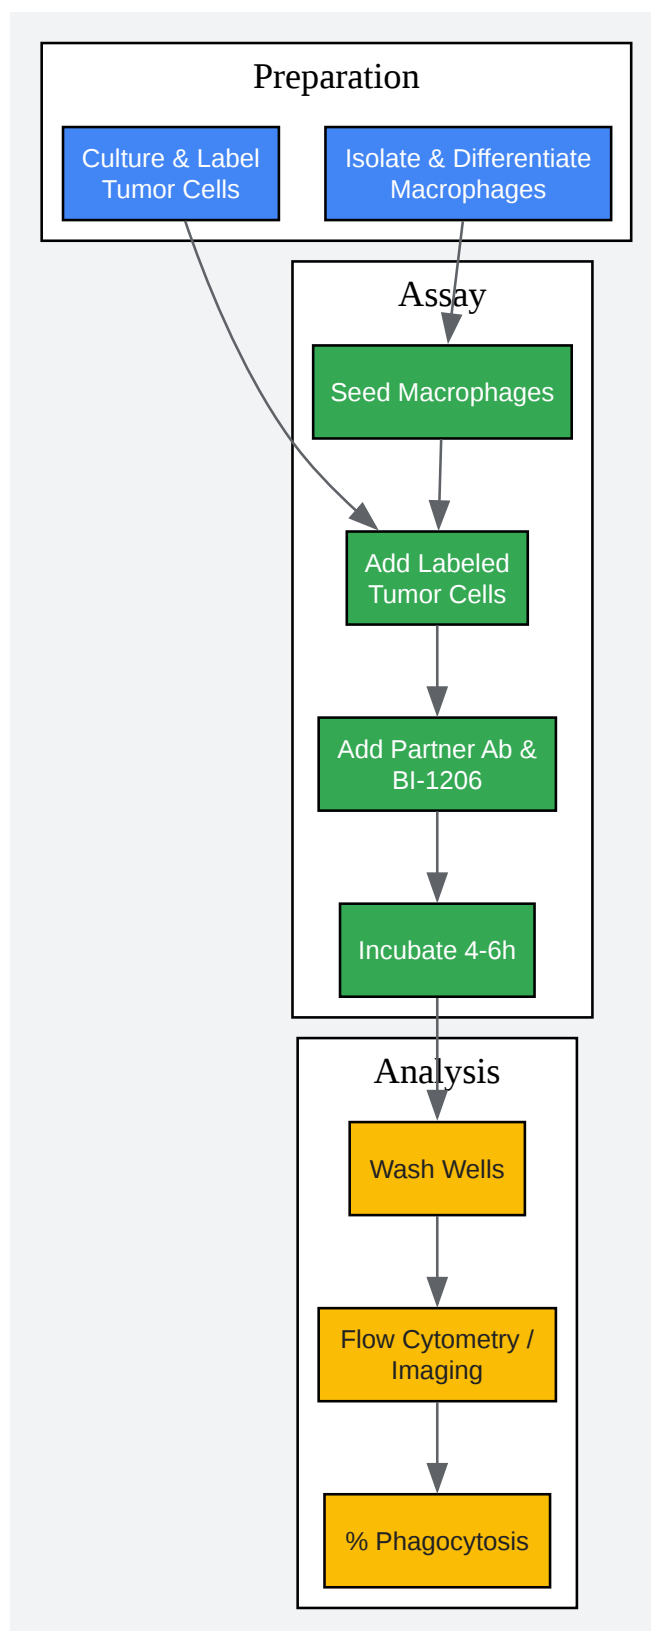 Preparation
Culture & Label
Tumor Cells
Isolate & Differentiate
Macrophages
Assay
Seed Macrophages
Add Labeled
Tumor Cells
Add Partner Ab &
BI-1206
Incubate 4-6h
Analysis
Wash Wells
Flow Cytometry /
Imaging
% Phagocytosis